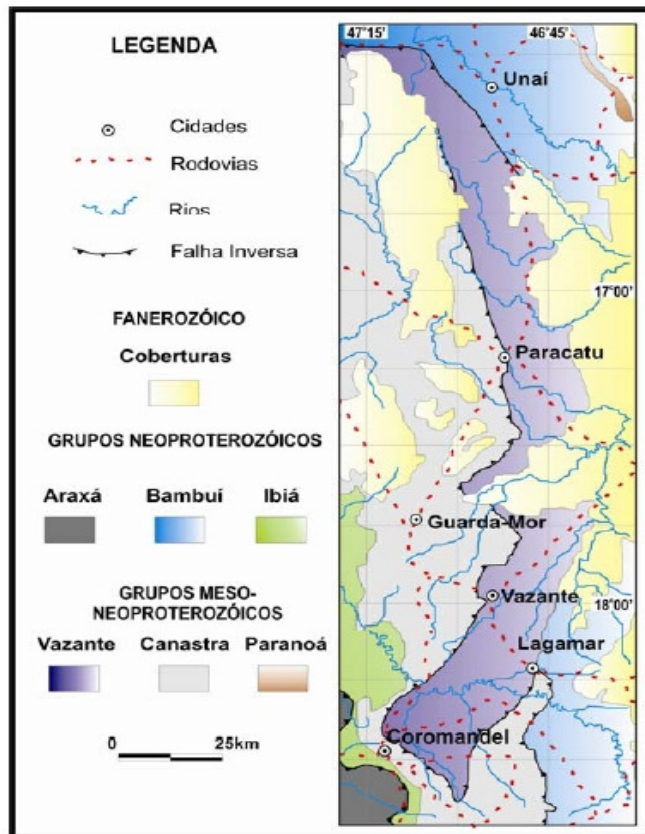 LEGENDA
Cidades
Rodovias
Rios
Falha Inversa
FANEROZÓICO
Coberturas
GRUPOS NEOPROTEROZÓICOS
Araxá Bambuí Ibiá
GRUPOS MESO-
NEOPROTEROZÓICOS
Vazante Canastra Paranoá
0 25km
47°15' 46°45'
Unaí
17°00'
Paracatu
Guarda-Mor
Vazante
18°00'
Lagamar
Coromandel